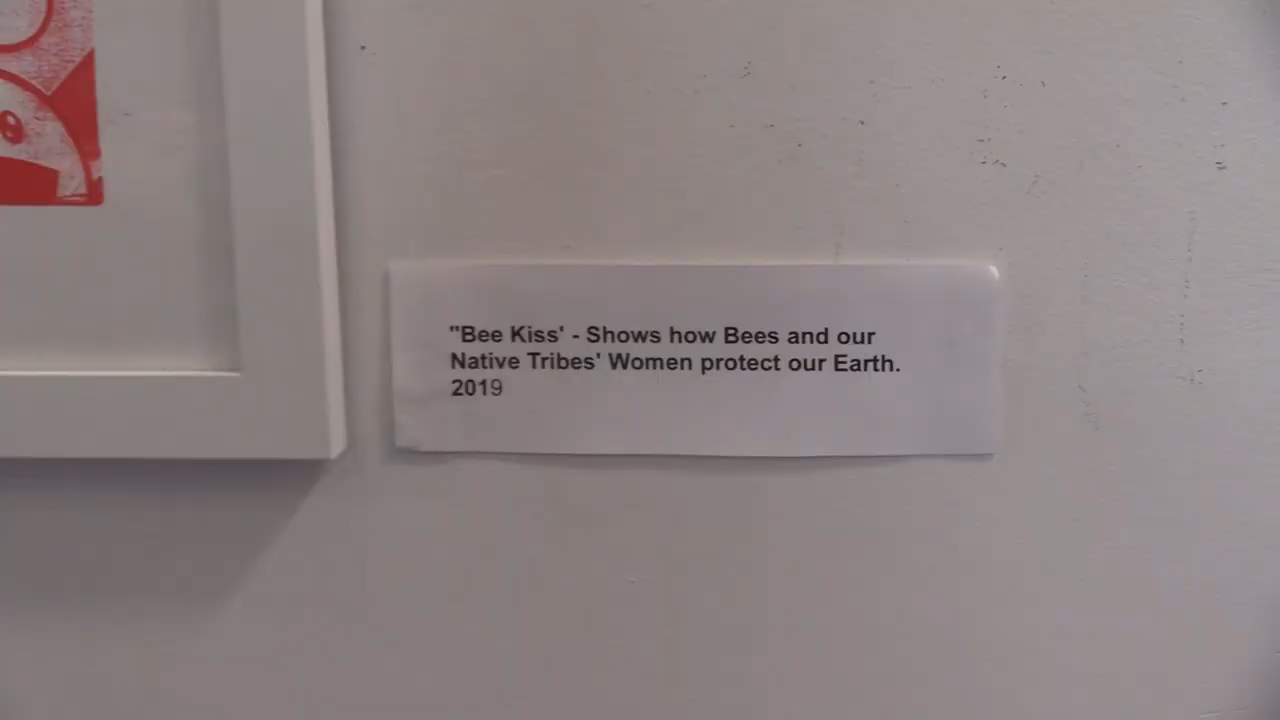 "Bee Kiss' - Shows how Bees and our
Native Tribes' Women protect our Earth.
2019